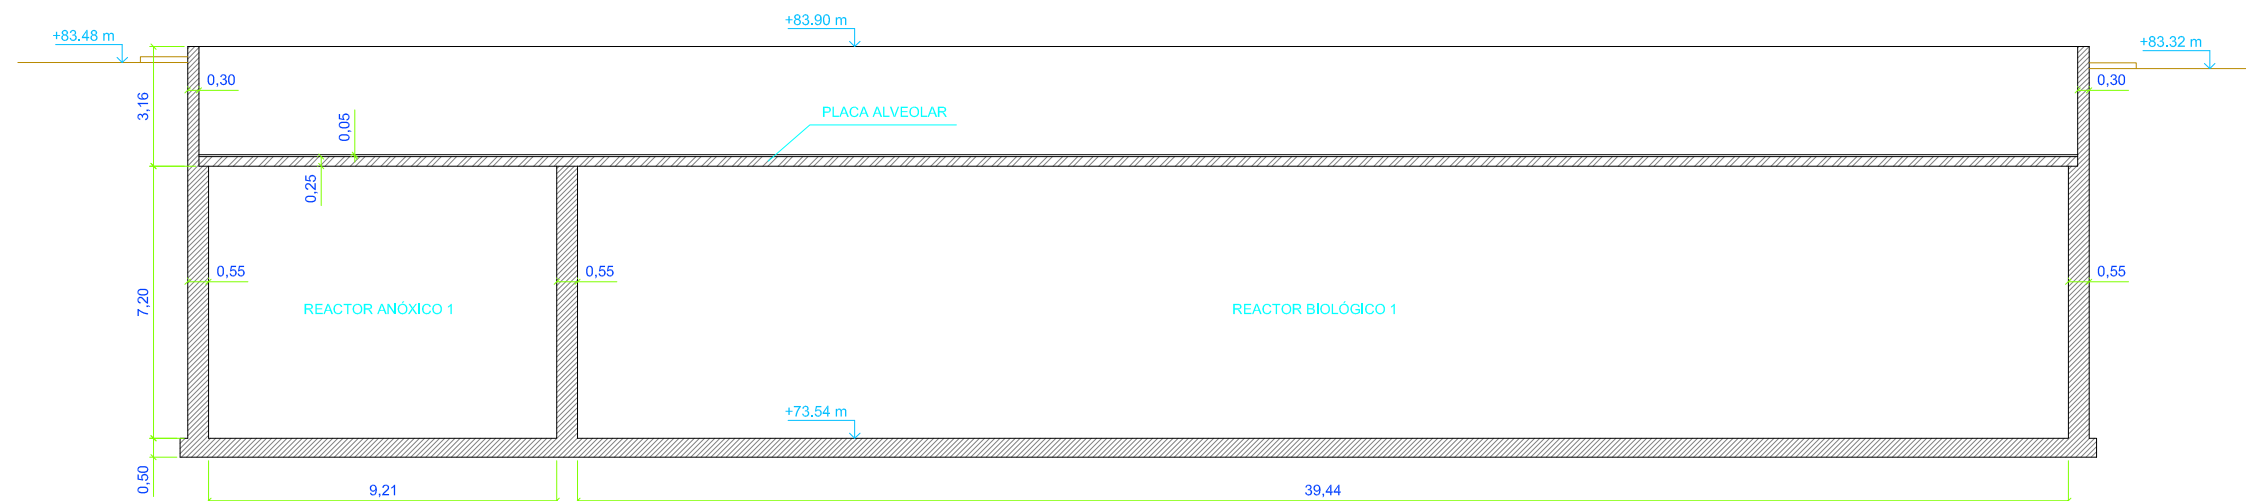 +83.90 m
+83.48 m
+83.32 m
0,30
0,30
3,16
PLACA ALVEOLAR
0,05
0,25
0,55
0,55
0,55
7,20
REACTOR ANÓXICO 1
REACTOR BIOLÓGICO 1
+73.54 m
0,50
9,21
39,44